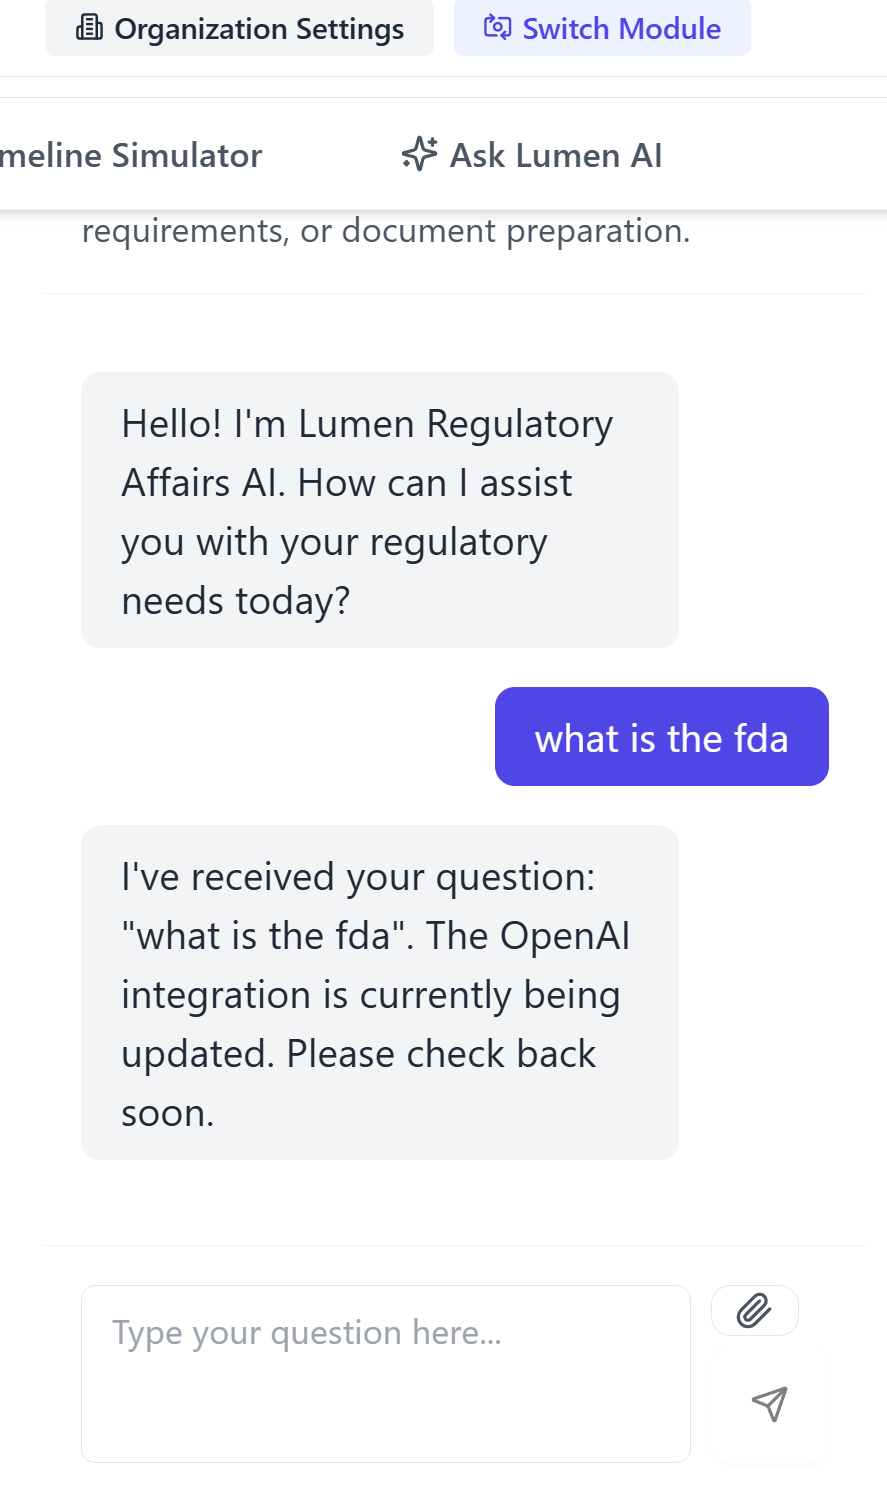 Organization Settings
Switch Module
meline Simulator
Ask Lumen AI
requirements, or document preparation.
Hello! I'm Lumen Regulatory
Affairs AI. How can I assist
you with your regulatory
needs today?
what is the fda
I've received your question:
"what is the fda". The OpenAI
integration is currently being
updated. Please check back
soon.
Type your question here...